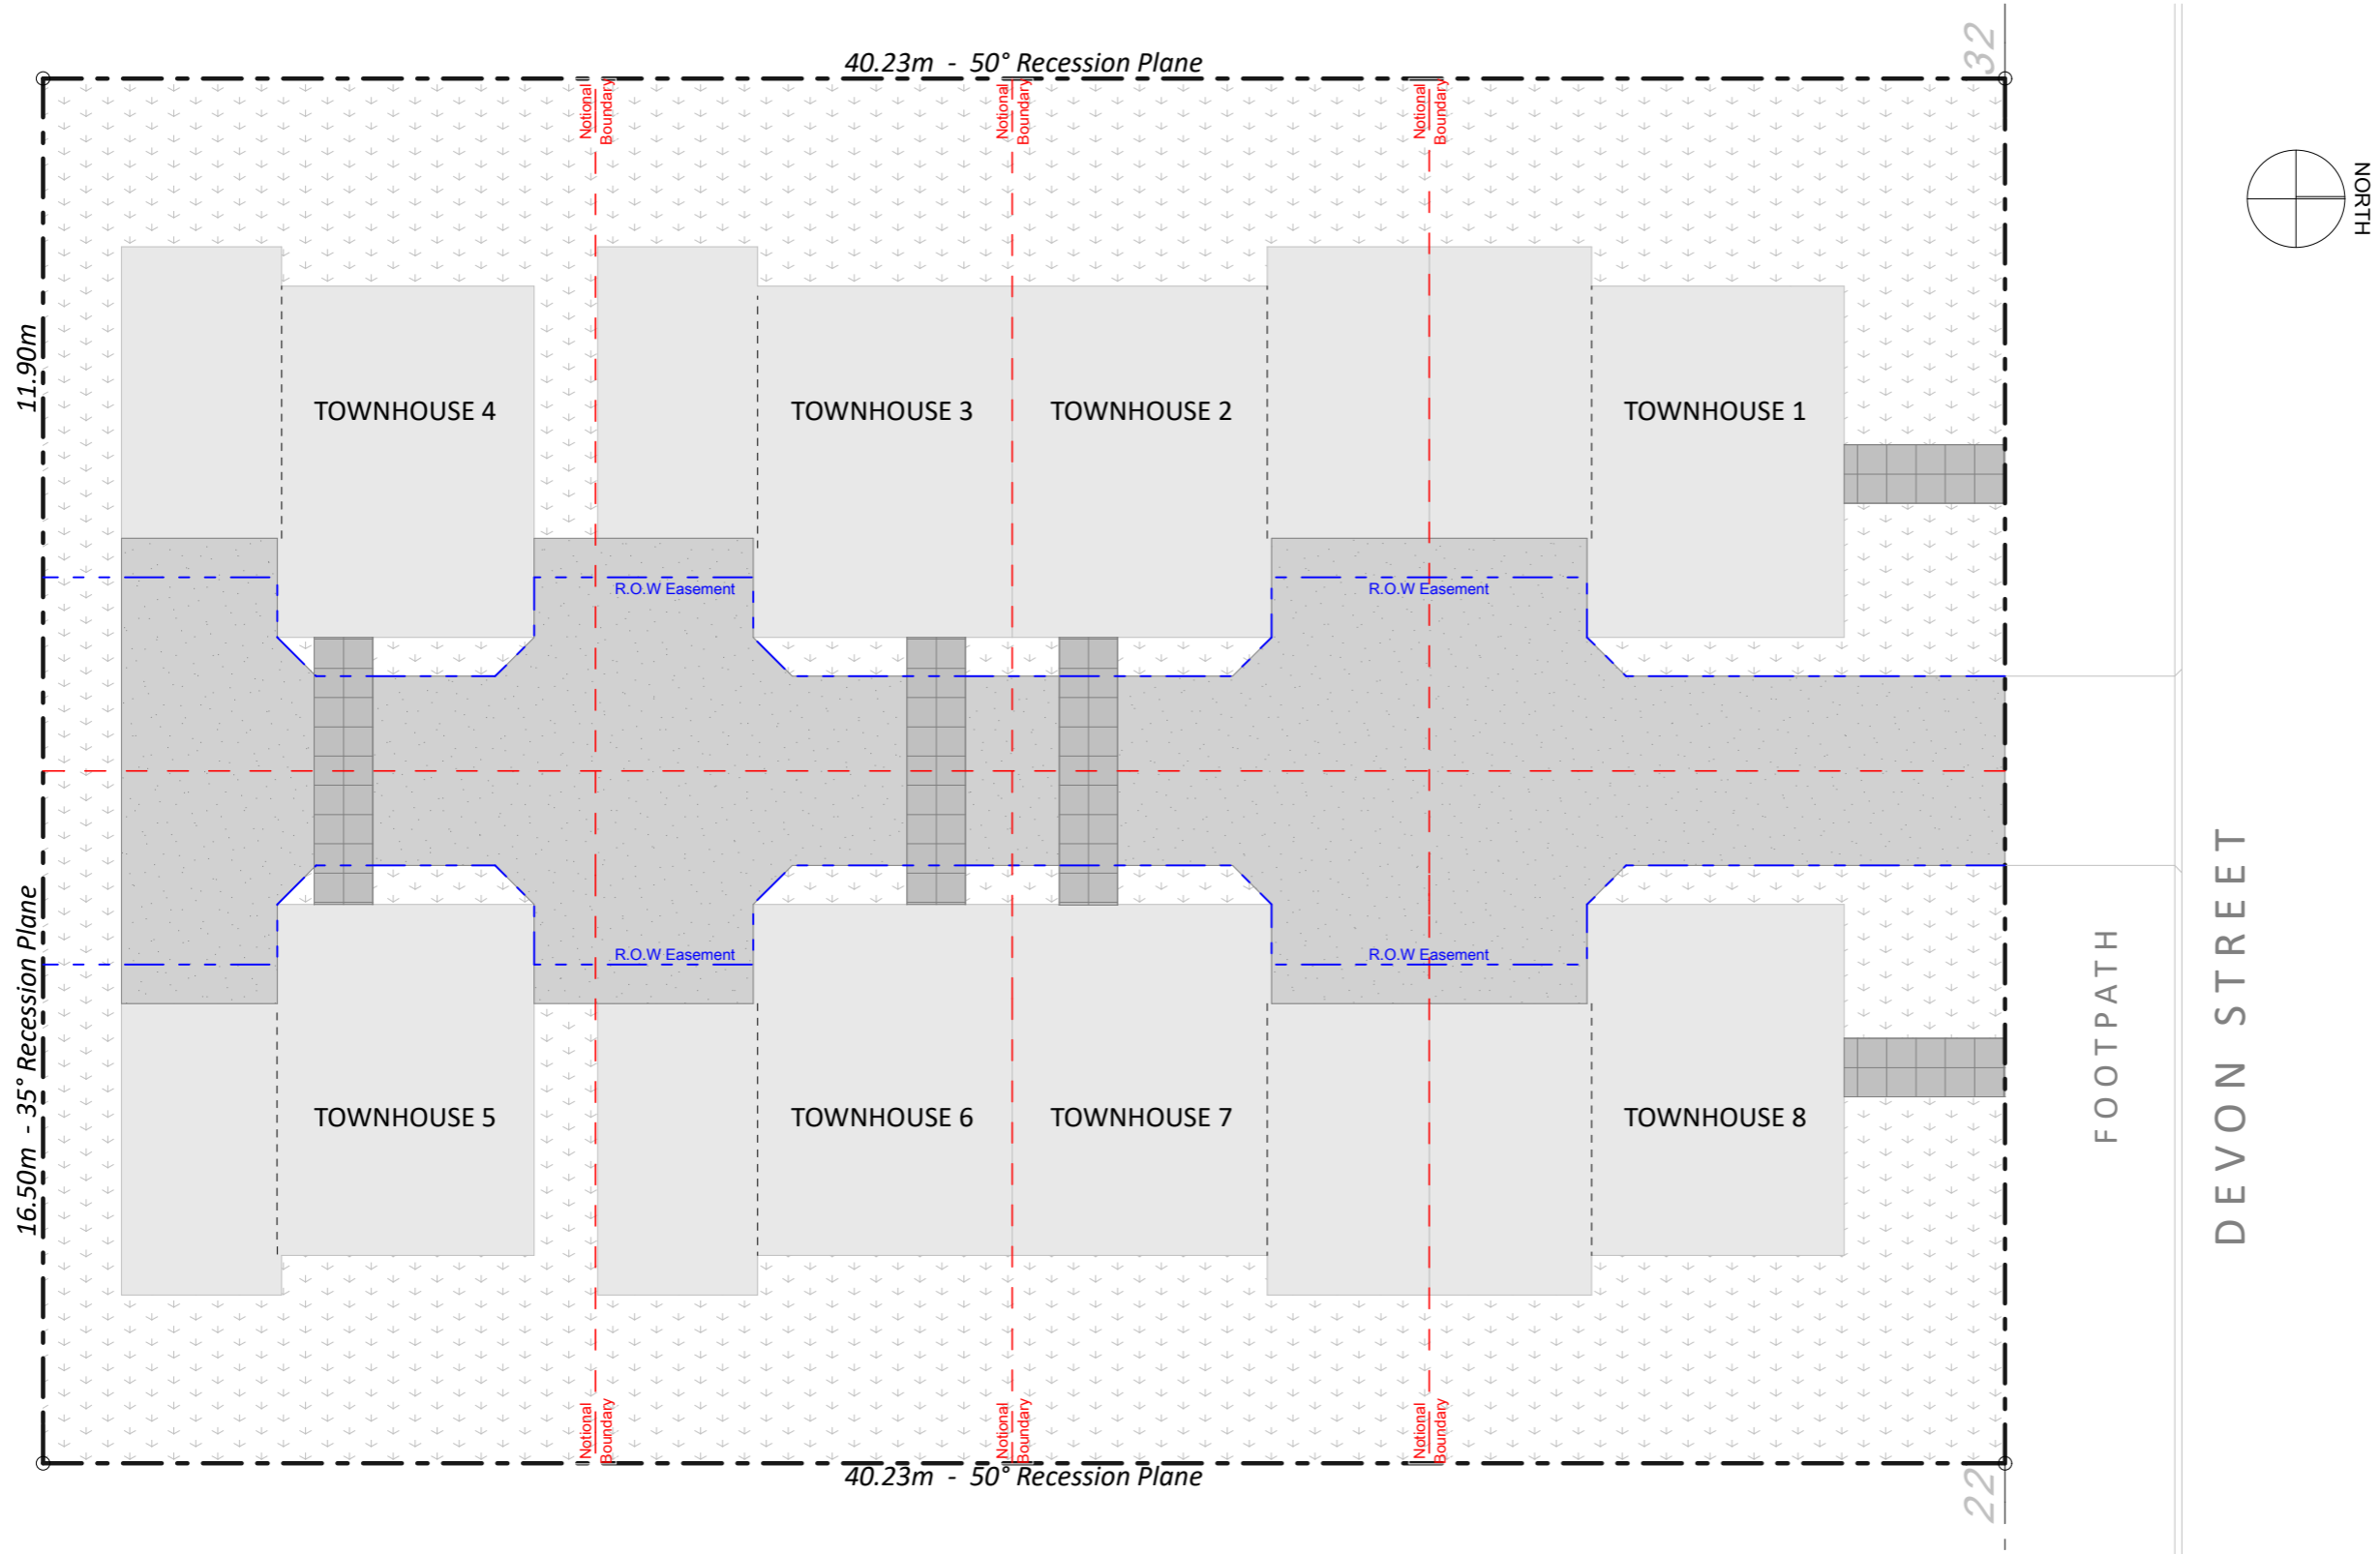 40.23m - 50° Recession Plane
32
Notional
Boundary
Notional
Boundary
Notional
Boundary
NORTH
11.90m
TOWNHOUSE 4
TOWNHOUSE 3
TOWNHOUSE 2
TOWNHOUSE 1
R.O.W Easement
R.O.W Easement
16.50m - 35° Recession Plane
R.O.W Easement
R.O.W Easement
FOOTPATH
DEVON STREET
TOWNHOUSE 5
TOWNHOUSE 6
TOWNHOUSE 7
TOWNHOUSE 8
Notional
Boundary
Notional
Boundary
Notional
Boundary
40.23m - 50° Recession Plane
22